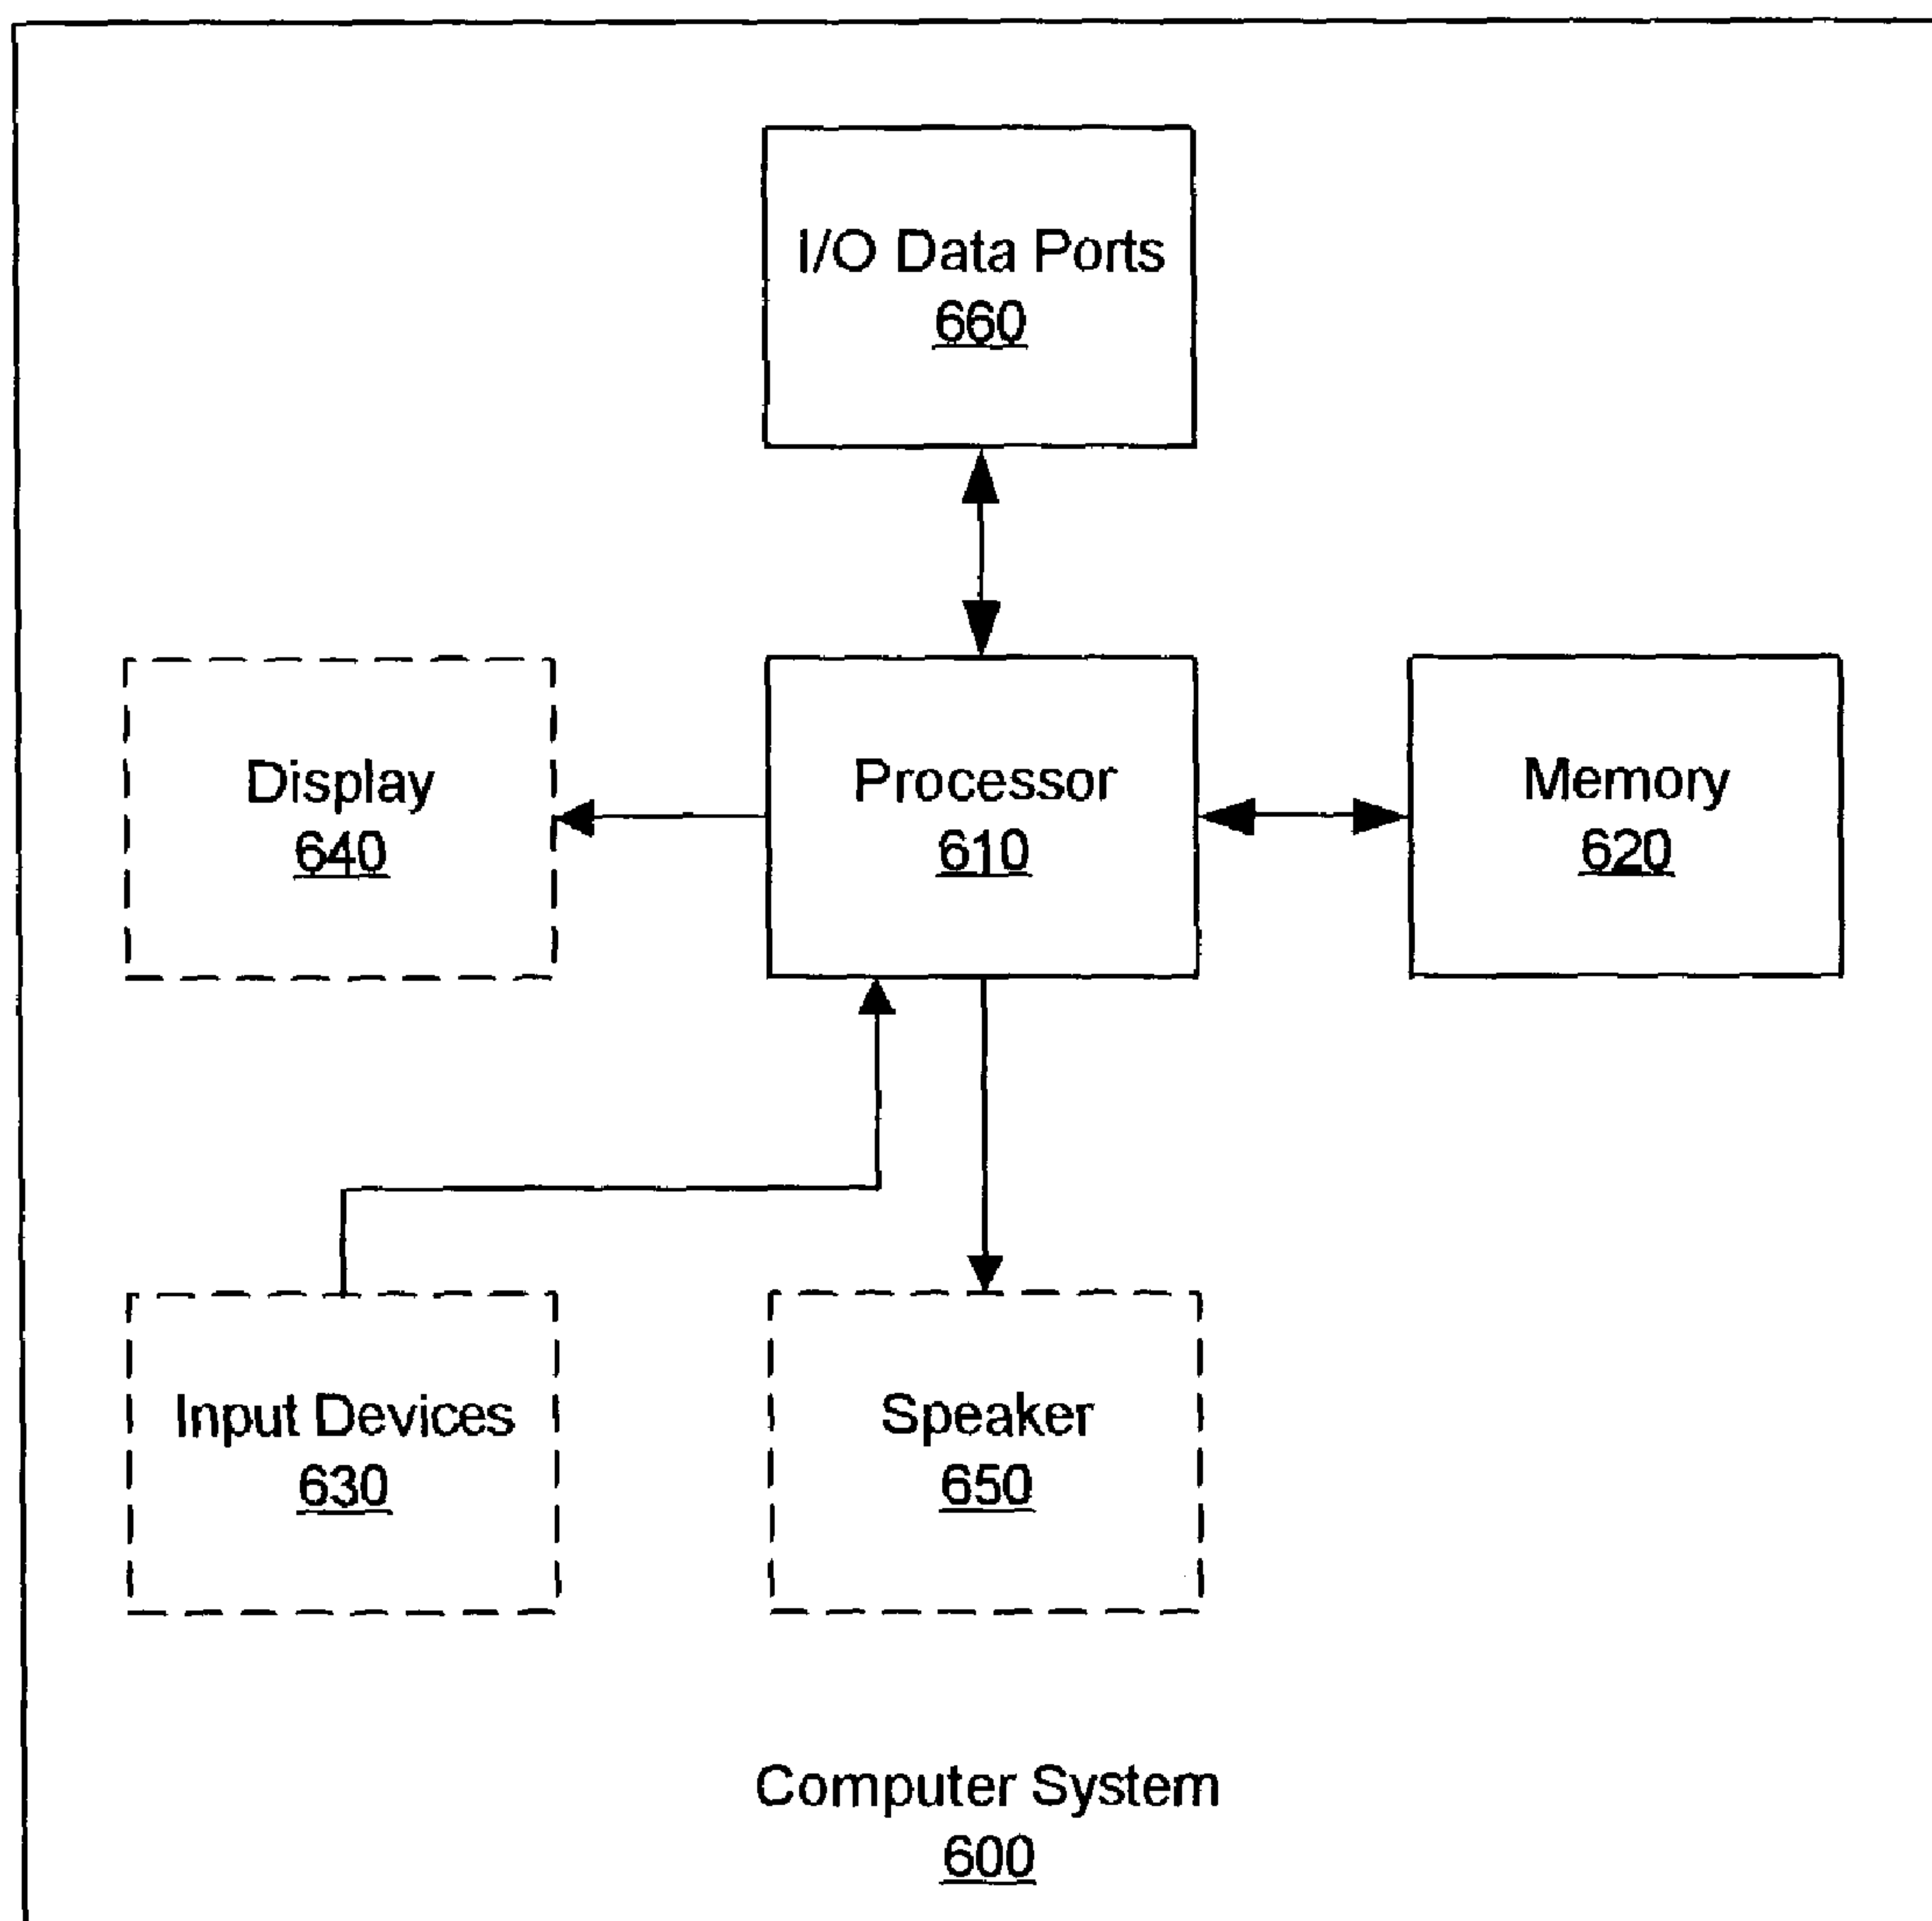 I/O Data Ports
660
Display
640
Processor
610
Memory
620
Input Devices
630
Speaker
650
Computer System
600